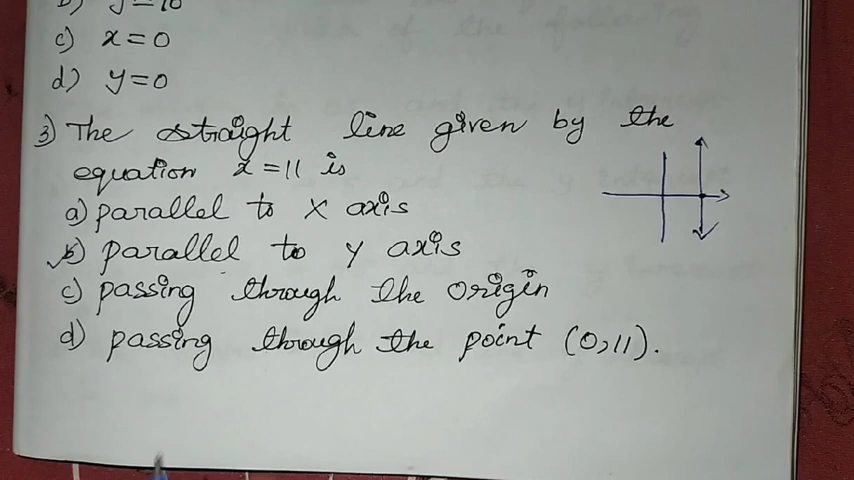 b) y=10
c) x=0
d) y=0
3) The straight line given by the
equation x=11 is
a) parallel to X axis
b) parallel to y axis
c) passing through the origin
d) passing through the point (0,11).